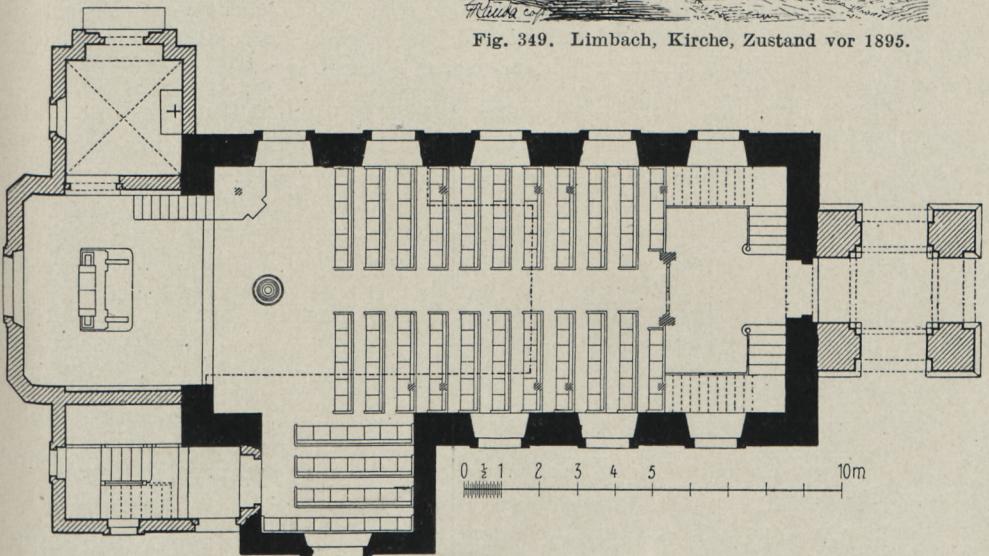 Fig. 349. Limbach, Kirche, Zustand vor 1895.
0 ½ 1 2 3 4 5 10m